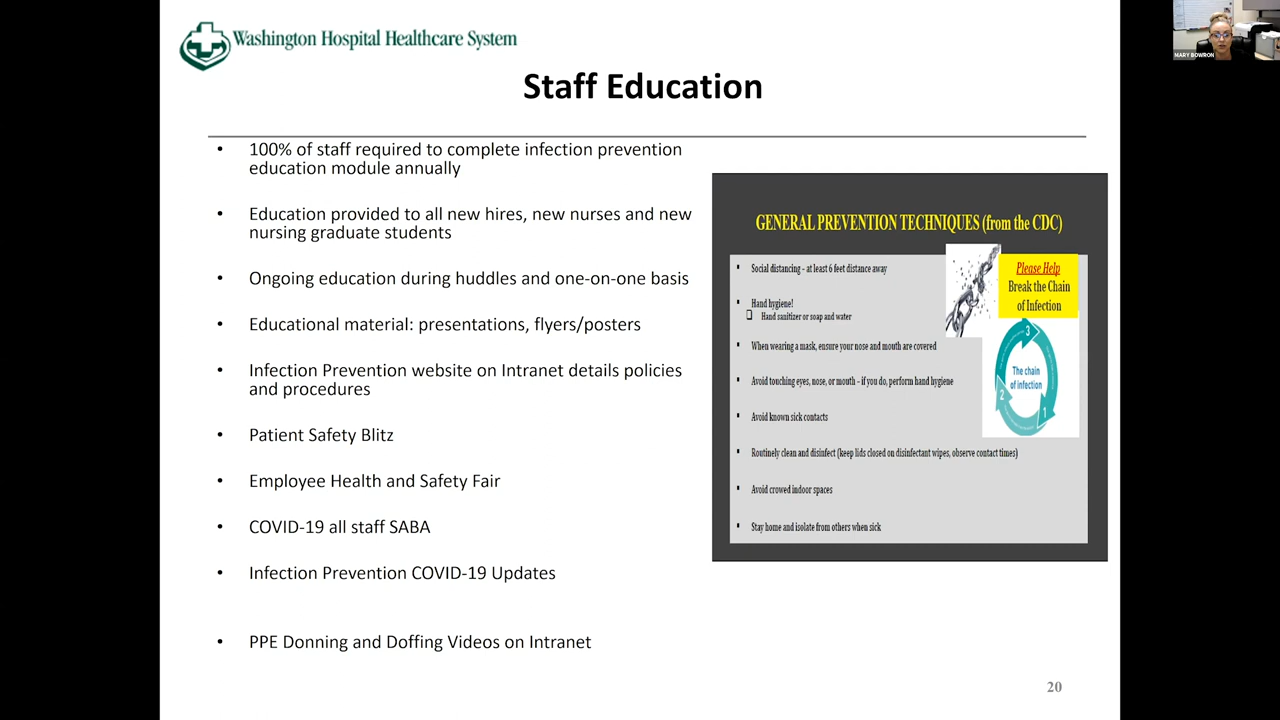 Washington Hospital Healthcare System
MARY BOWRON
Staff Education
• 100% of staff required to complete infection prevention
education module annually
• Education provided to all new hires, new nurses and new
nursing graduate students
• Ongoing education during huddles and one-on-one basis
• Educational material: presentations, flyers/posters
• Infection Prevention website on Intranet details policies
and procedures
• Patient Safety Blitz
• Employee Health and Safety Fair
• COVID-19 all staff SABA
• Infection Prevention COVID-19 Updates
• PPE Donning and Doffing Videos on Intranet
GENERAL PREVENTION TECHNIQUES (from the CDC)
Social distancing – at least 6 feet distance away
Hand hygiene!
Hand sanitizer or soap and water
When wearing a mask, ensure your nose and mouth are covered
Avoid touching eyes, nose, or mouth – if you do, perform hand hygiene
Avoid known sick contacts
Routinely clean and disinfect (keep lids closed on disinfectant wipes, observe contact times)
Avoid crowed indoor spaces
Stay home and isolate from others when sick
Please Help
Break the Chain
of Infection
3
The chain
of infection
2
1
20